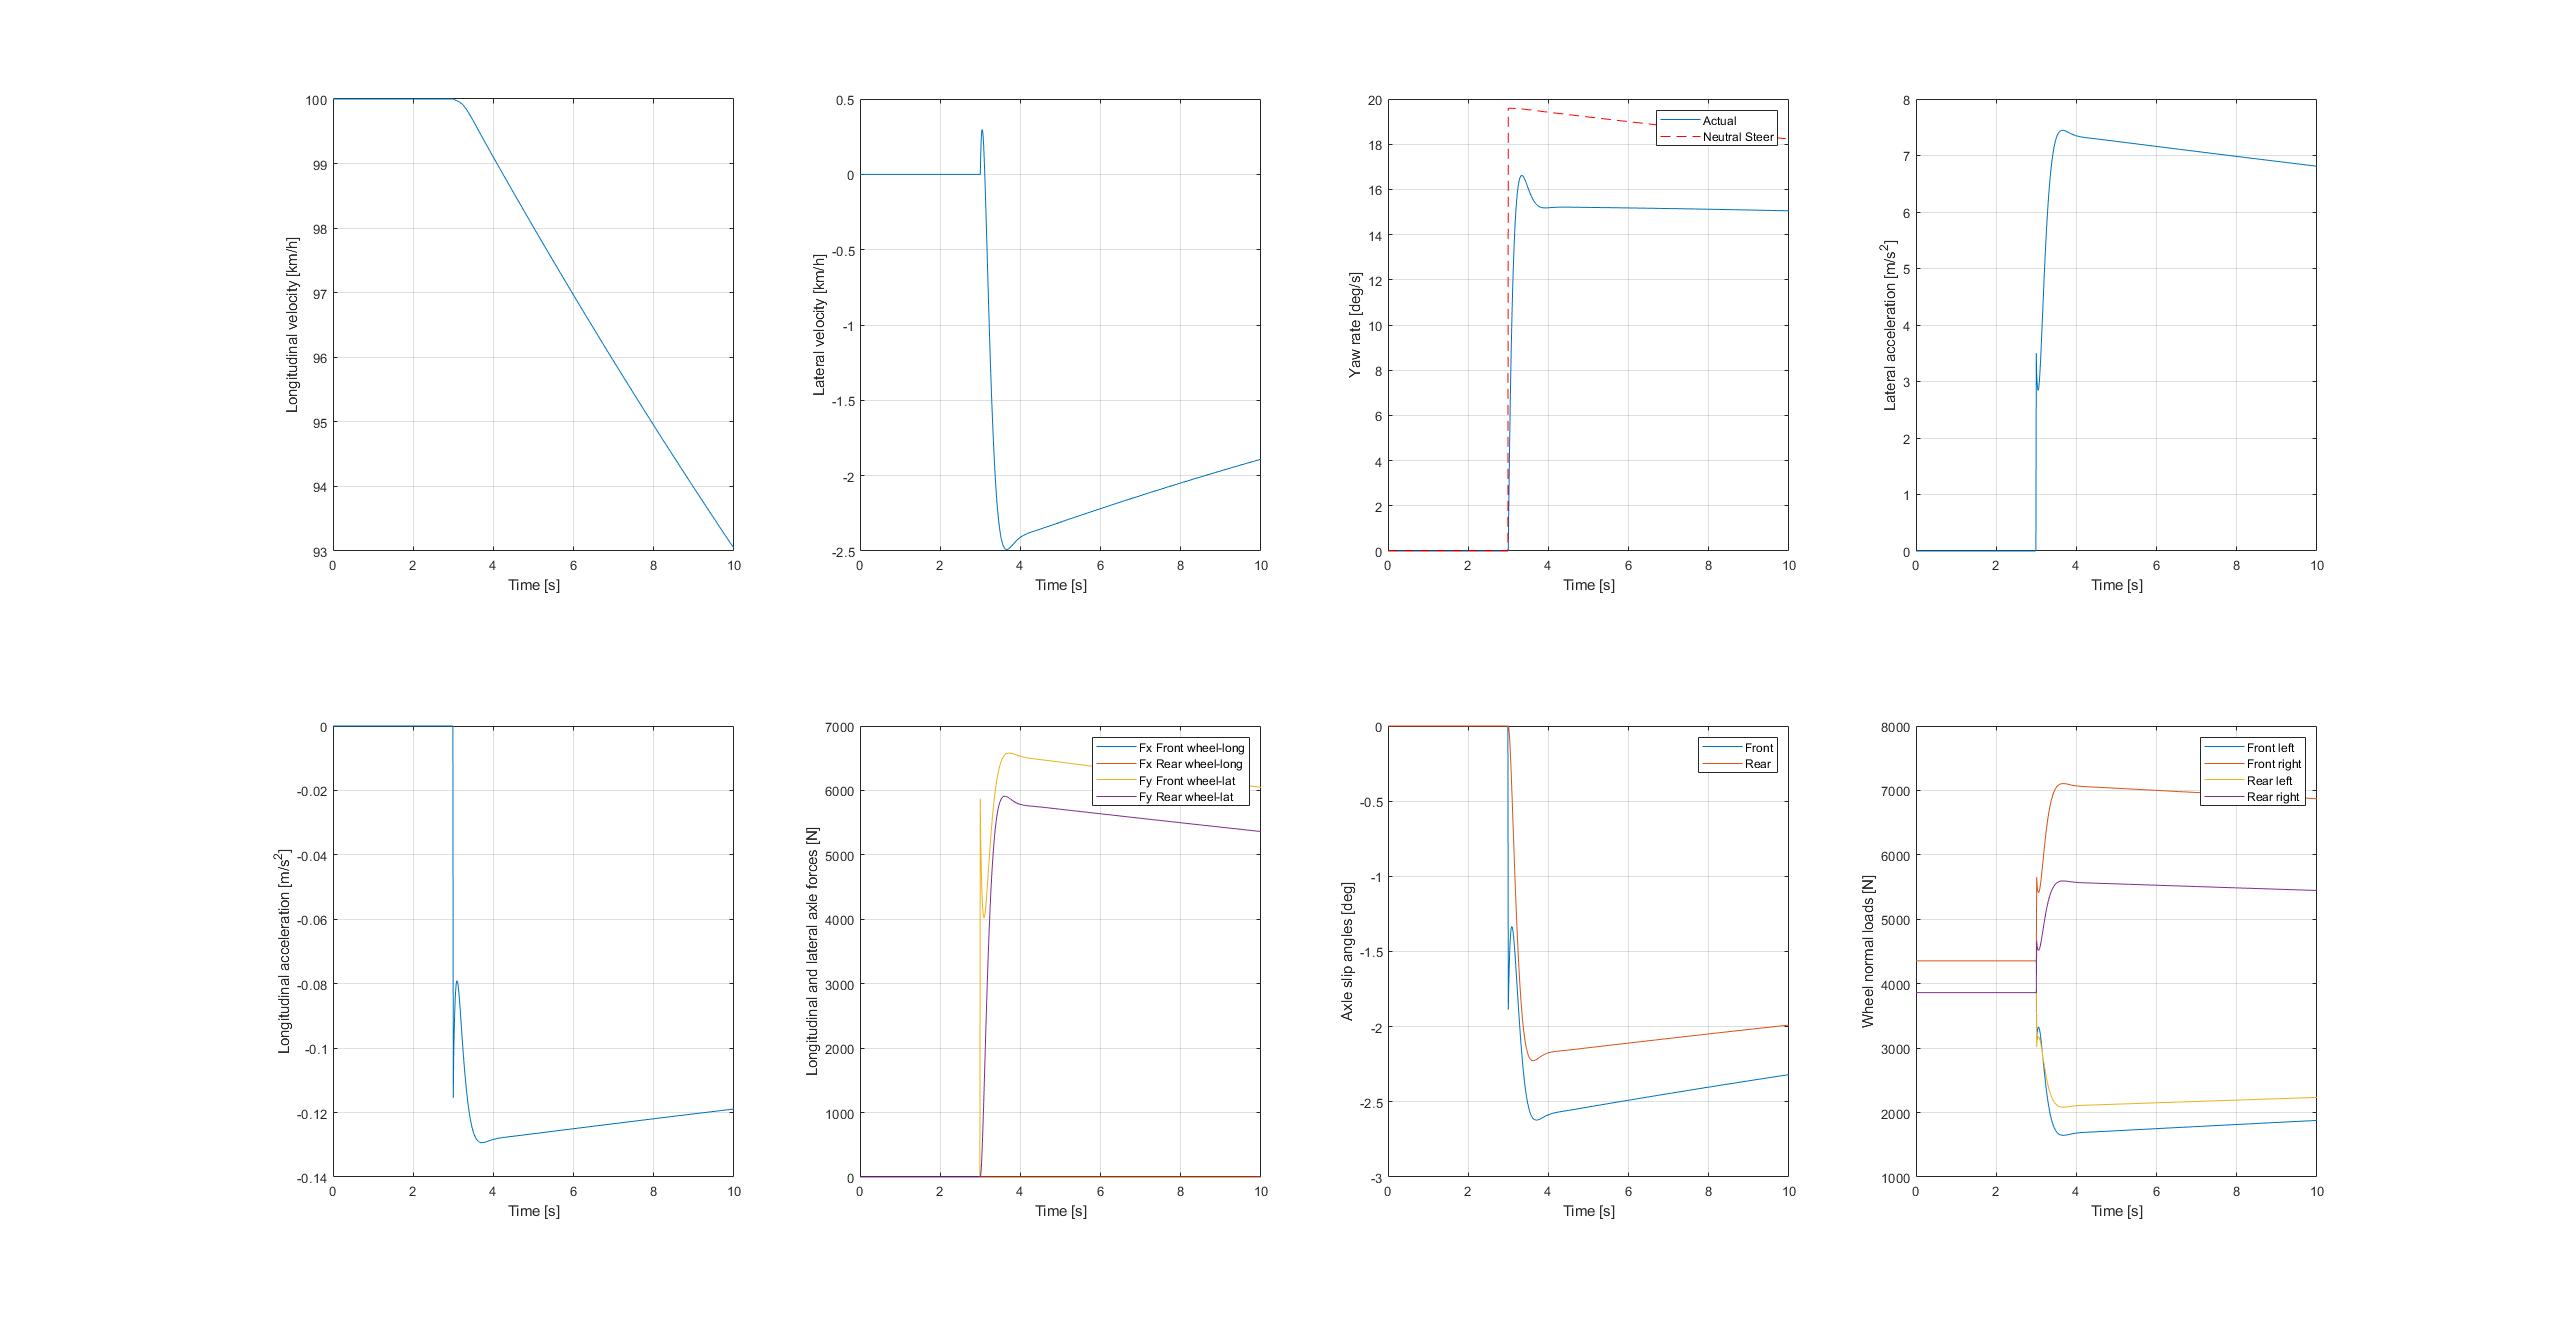 100
99
98
97
96
95
94
93
0 2 4 6 8 10
Time [s]
Longitudinal velocity [km/h]
0.5
0
-0.5
-1
-1.5
-2
-2.5
0 2 4 6 8 10
Time [s]
Lateral velocity [km/h]
20
18
16
14
12
10
8
6
4
2
0
0 2 4 6 8 10
Time [s]
Yaw rate [deg/s]
Actual
Neutral Steer
8
7
6
5
4
3
2
1
0
0 2 4 6 8 10
Time [s]
Lateral acceleration [m/s²]
0
-0.02
-0.04
-0.06
-0.08
-0.1
-0.12
-0.14
0 2 4 6 8 10
Time [s]
Longitudinal acceleration [m/s²]
7000
6000
5000
4000
3000
2000
1000
0
0 2 4 6 8 10
Time [s]
Longitudinal and lateral axle forces [N]
Fx Front wheel-long
Fx Rear wheel-long
Fy Front wheel-lat
Fy Rear wheel-lat
0
-0.5
-1
-1.5
-2
-2.5
-3
0 2 4 6 8 10
Time [s]
Axle slip angles [deg]
Front
Rear
8000
7000
6000
5000
4000
3000
2000
1000
0 2 4 6 8 10
Time [s]
Wheel normal loads [N]
Front left
Front right
Rear left
Rear right